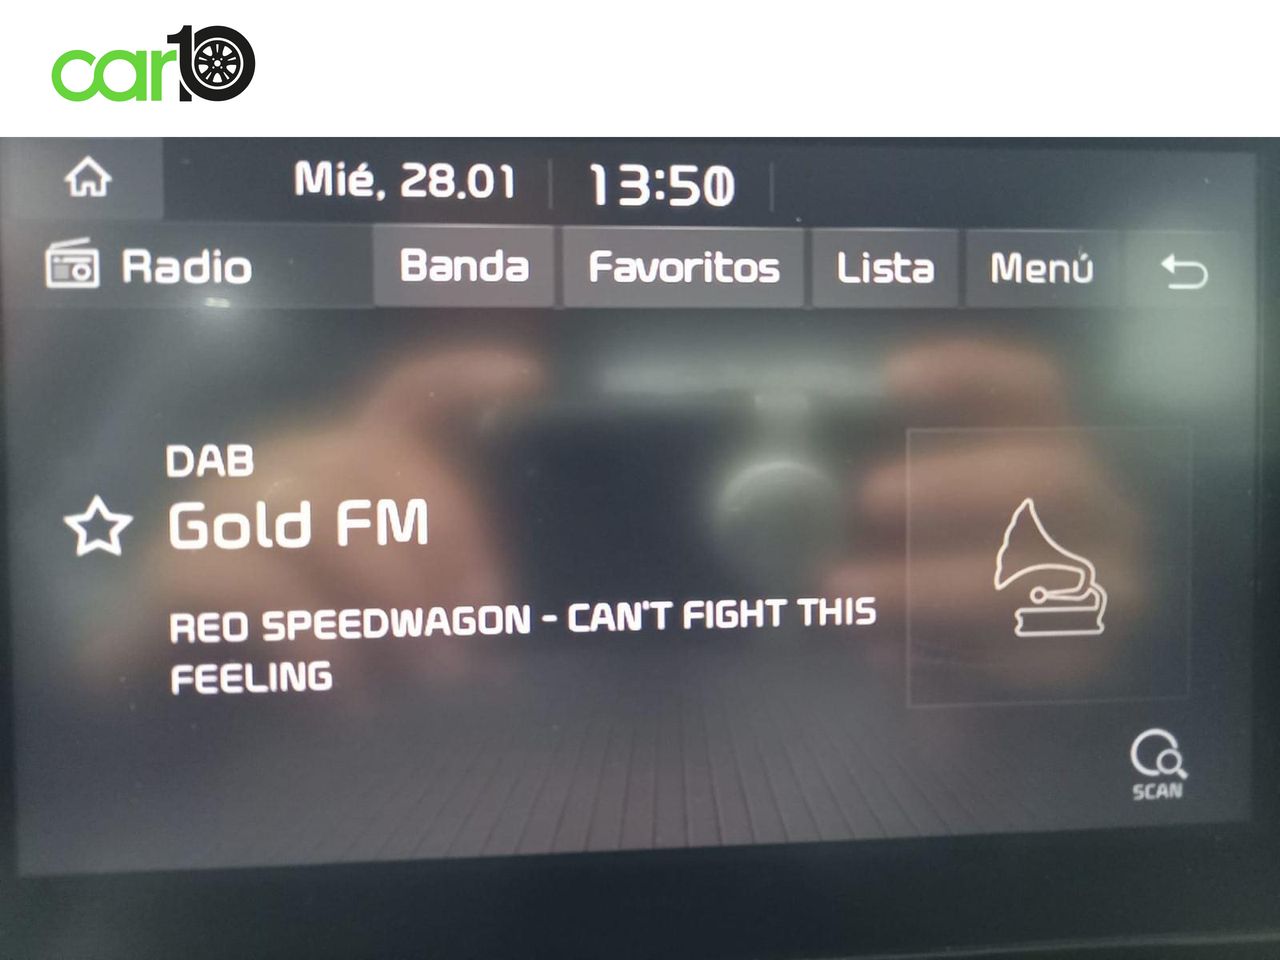 car10
Mié, 28.01 13:50
Radio Banda Favoritos Lista Menú
DAB
Gold FM
REO SPEEDWAGON - CAN'T FIGHT THIS
FEELING
SCAN